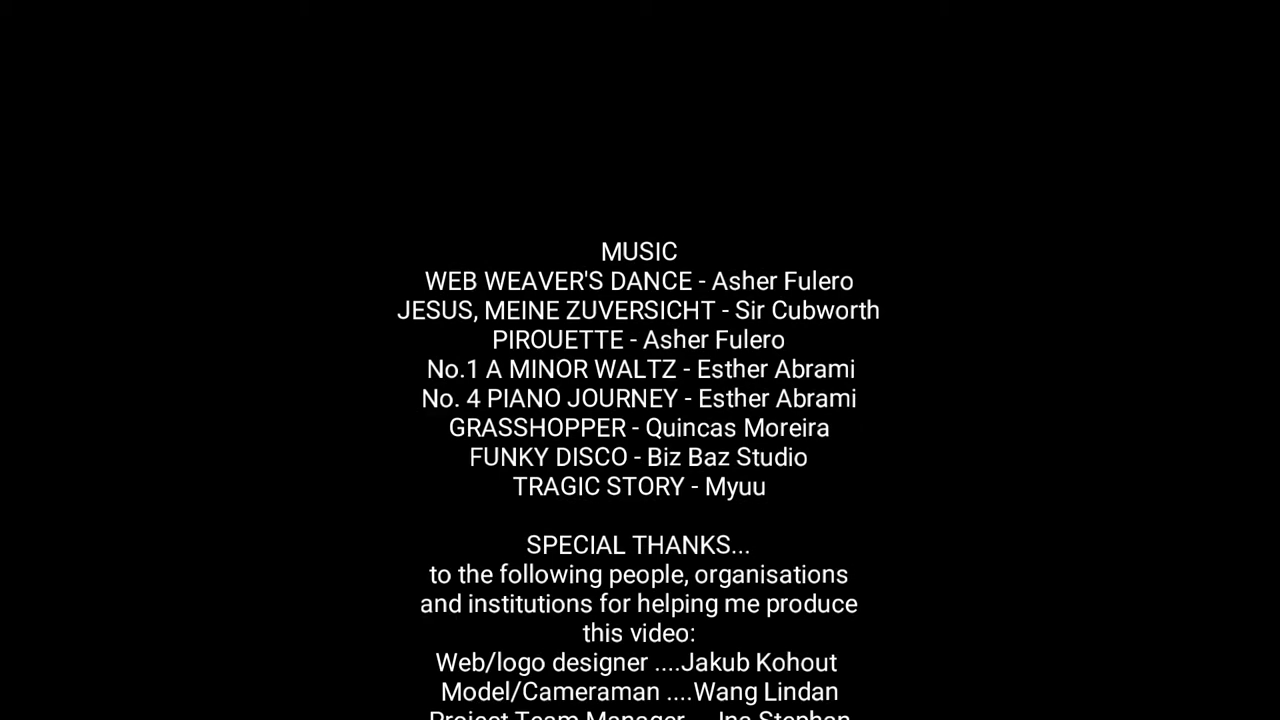 MUSIC
WEB WEAVER'S DANCE - Asher Fulero
JESUS, MEINE ZUVERSICHT - Sir Cubworth
PIROUETTE - Asher Fulero
No.1 A MINOR WALTZ - Esther Abrami
No. 4 PIANO JOURNEY - Esther Abrami
GRASSHOPPER - Quincas Moreira
FUNKY DISCO - Biz Baz Studio
TRAGIC STORY - Myuu
SPECIAL THANKS...
to the following people, organisations
and institutions for helping me produce
this video:
Web/logo designer ....Jakub Kohout
Model/Cameraman ....Wang Lindan
Project Team Manager